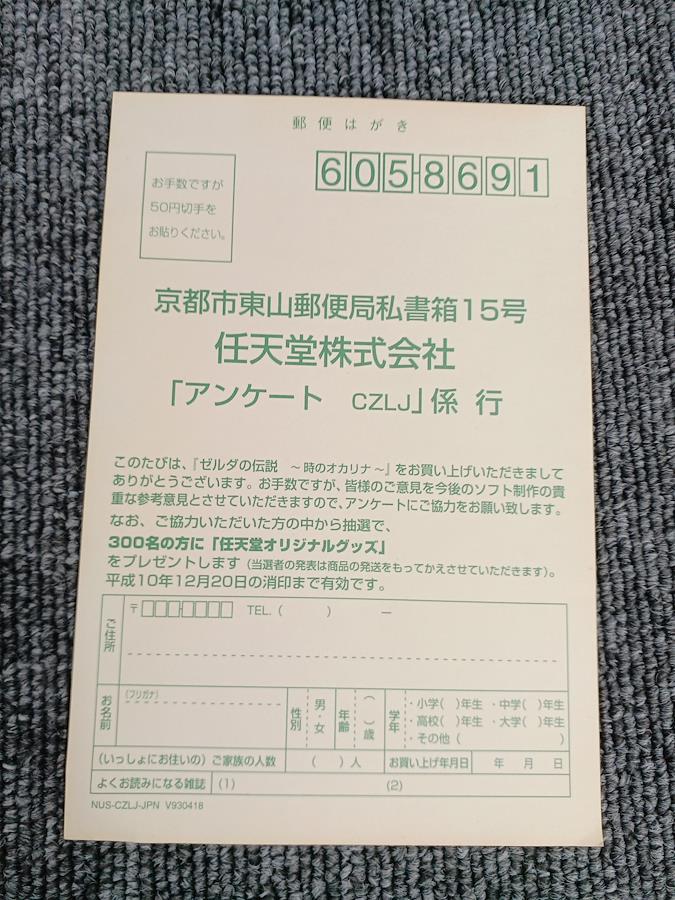 郵便はがき
お手数ですが
50円切手を
お貼りください。
605-8691
京都市東山郵便局私書箱15号
任天堂株式会社
「アンケート CZLJ」係 行
このたびは、『ゼルダの伝説 ～時のオカリナ～』をお買い上げいただきまして
ありがとうございます。お手数ですが、皆様のご意見を今後のソフト制作の貴
重な参考意見とさせていただきますので、アンケートにご協力をお願い致します。
なお、ご協力いただいた方の中から抽選で、
300名の方に「任天堂オリジナルグッズ」
をプレゼントします（当選者の発表は商品の発送をもってかえさせていただきます）。
平成10年12月20日の消印まで有効です。
ご住所
〒□□□-□□□□ TEL.（ ） ―
お名前
（フリガナ）
性別
男・女
年齢
（ ）歳
学年
・小学（ ）年生 ・中学（ ）年生
・高校（ ）年生 ・大学（ ）年生
・その他（ ）
（いっしょにお住いの）ご家族の人数 （ ）人 お買い上げ年月日 年 月 日
よくお読みになる雑誌 (1) (2)
NUS-CZLJ-JPN V930418